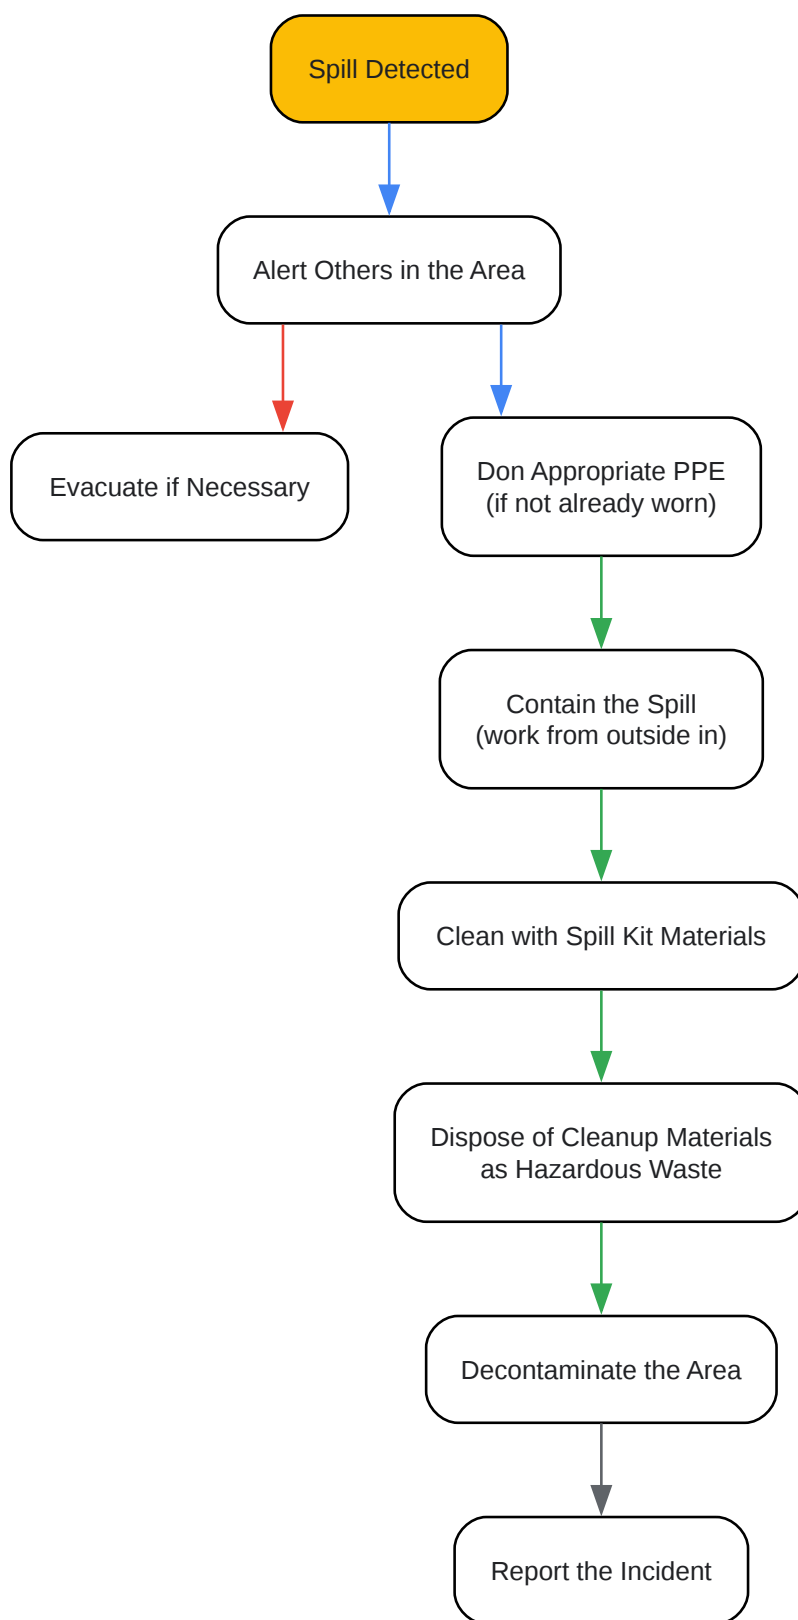 Spill Detected
Alert Others in the Area
Evacuate if Necessary
Don Appropriate PPE
(if not already worn)
Contain the Spill
(work from outside in)
Clean with Spill Kit Materials
Dispose of Cleanup Materials
as Hazardous Waste
Decontaminate the Area
Report the Incident